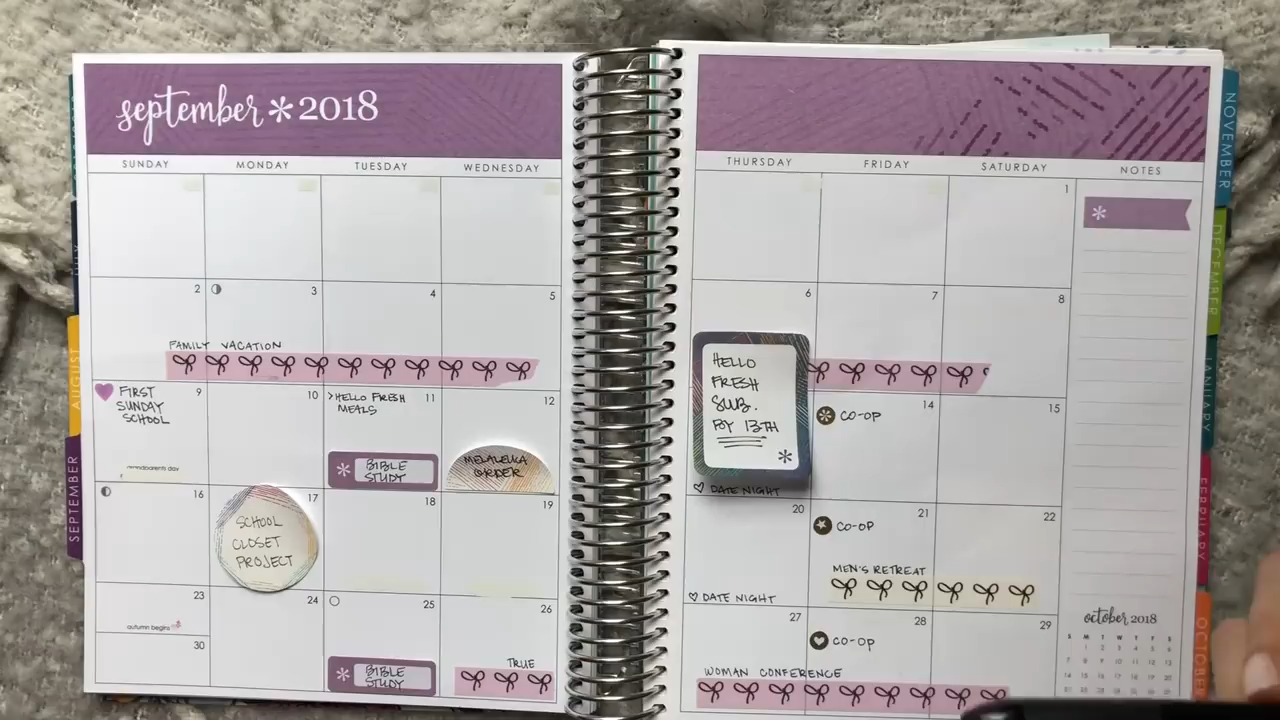 september*2018
SUNDAY MONDAY TUESDAY WEDNESDAY THURSDAY FRIDAY SATURDAY NOTES
1
2 3 4 5 6 7 8
FAMILY VACATION
HELLO
FRESH
SUB.
BY 13TH
*
FIRST
SUNDAY
SCHOOL
9 10
>HELLO FRESH
MEALS
11 12
CO-OP 14 15
BIBLE
STUDY
MELALEUKA
ORDER
DATE NIGHT
16 17 18 19 20
SCHOOL
CLOSET
PROJECT
CO-OP 21 22
MEN'S RETREAT
DATE NIGHT
23 24 25 26 27
autumn begins
CO-OP 28 29
30
BIBLE
STUDY
TRUE
WOMAN CONFERENCE
october 2018
S M T W T F S
AUGUST
SEPTEMBER
NOVEMBER
DECEMBER
JANUARY
FEBRUARY
MARCH
OCTOBER